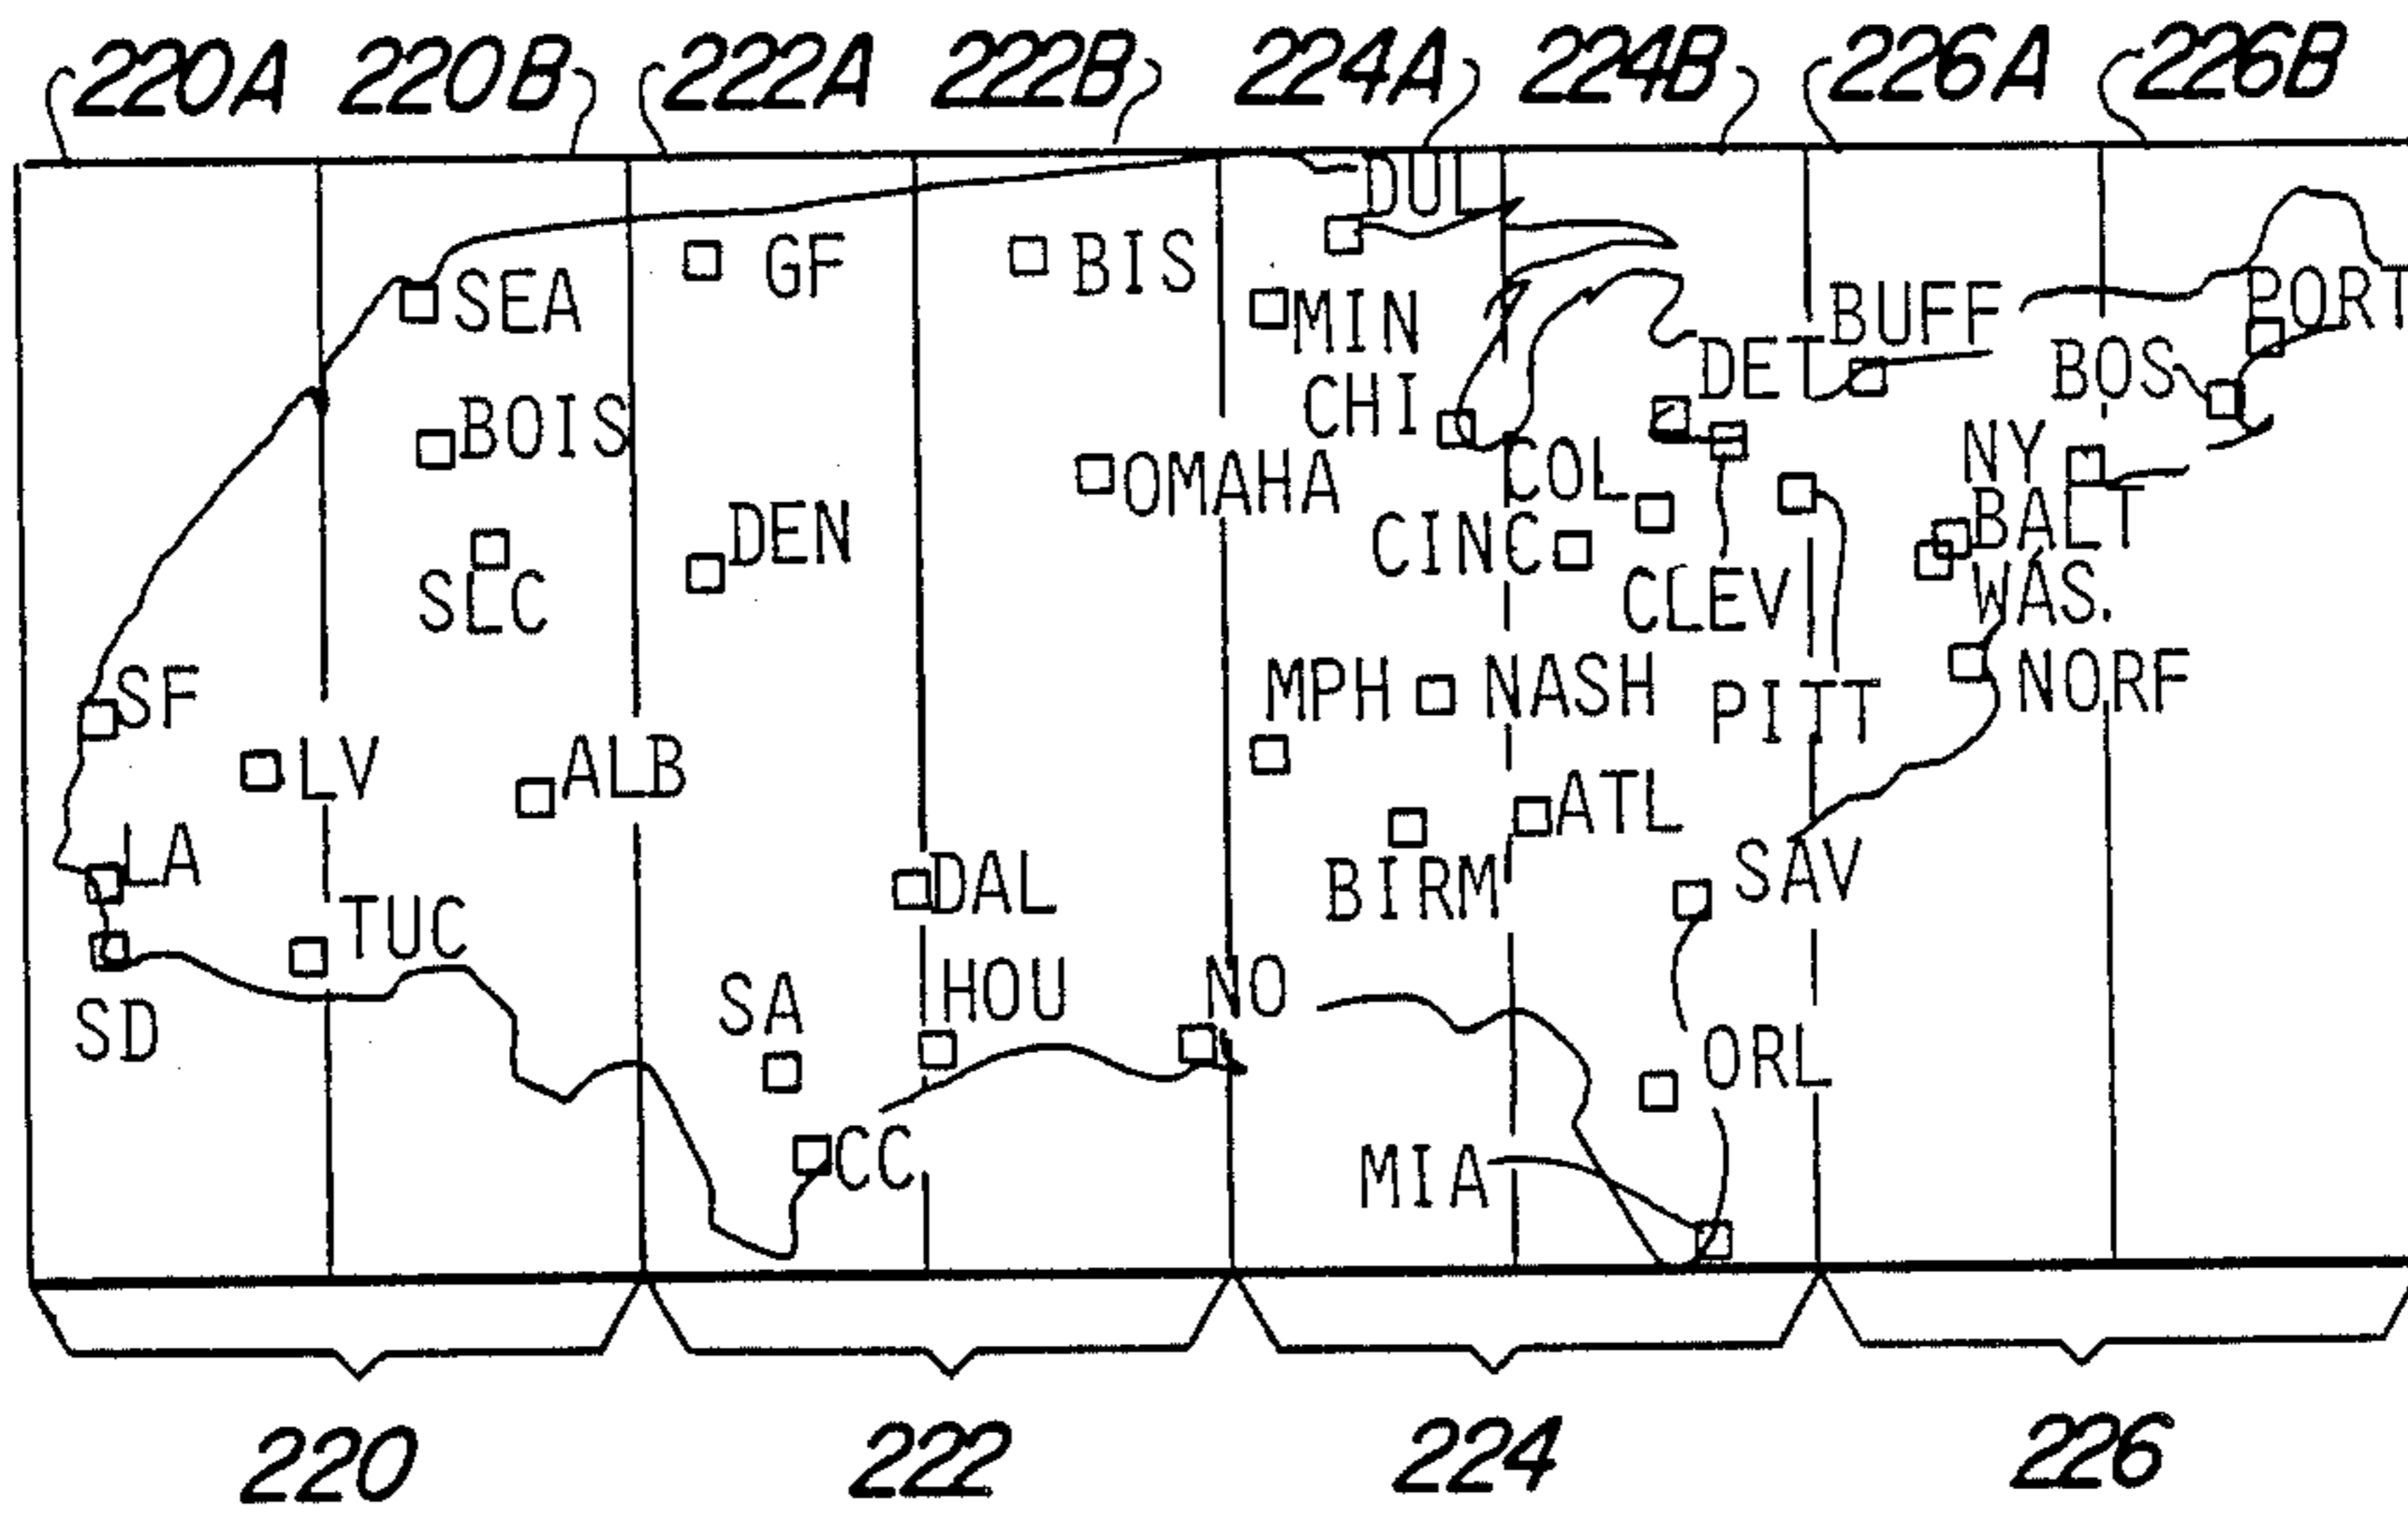 220A 220B 222A 222B 224A 224B 226A 226B
DUL
GF BIS
SEA MIN BUFF PORT
DET BOS
BOIS CHI
COL NY
OMAHA
DEN CINC BALT
SLC CLEV WAS.
SF MPH NASH PITT NORF
LV ALB ATL
LA DAL BIRM SAV
TUC
SD SA HOU NO
ORL
CC MIA
220 222 224 226